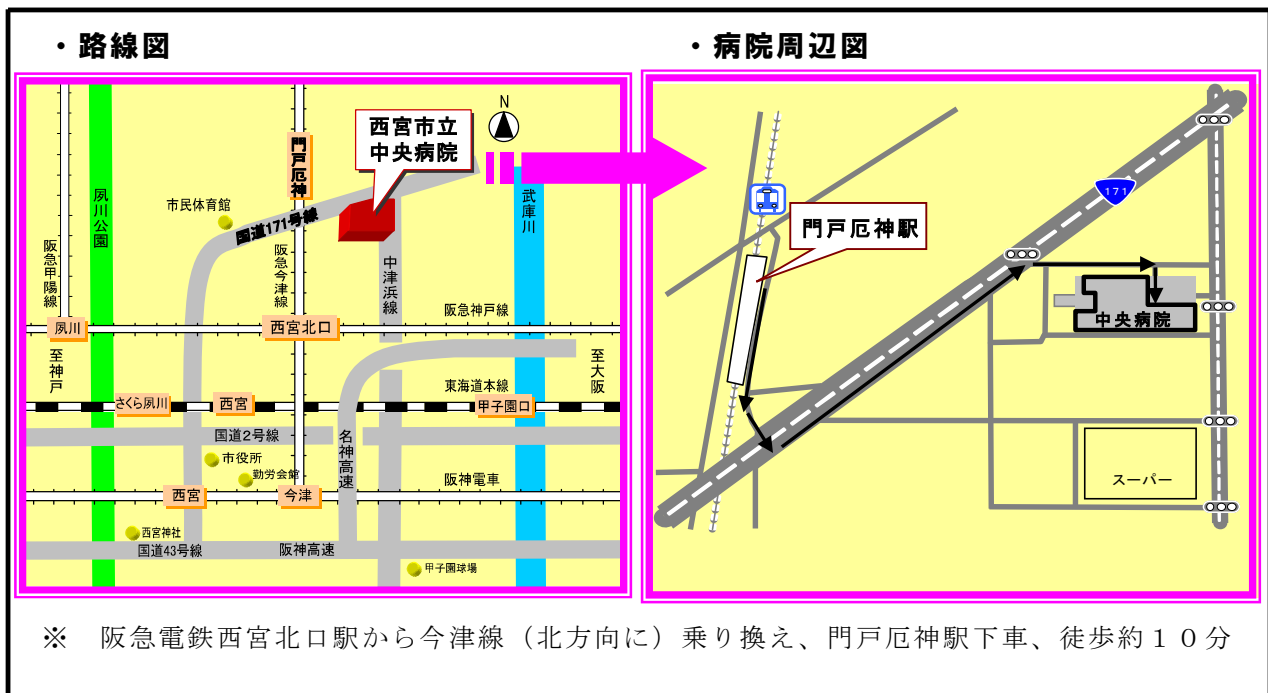 ・路線図
N
西宮市立
中央病院
門戸厄神
夙川公園
武庫川
市民体育館
国道171号線
阪急甲陽線
阪急今津線
中津浜線
阪急神戸線
夙川
西宮北口
至神戸
至大阪
東海道本線
さくら夙川
西宮
甲子園口
国道2号線
名神高速
市役所
勤労会館
阪神電車
西宮
今津
西宮神社
国道43号線
阪神高速
甲子園球場
・病院周辺図
171
門戸厄神駅
中央病院
スーパー
※　阪急電鉄西宮北口駅から今津線（北方向に）乗り換え、門戸厄神駅下車、徒歩約１０分